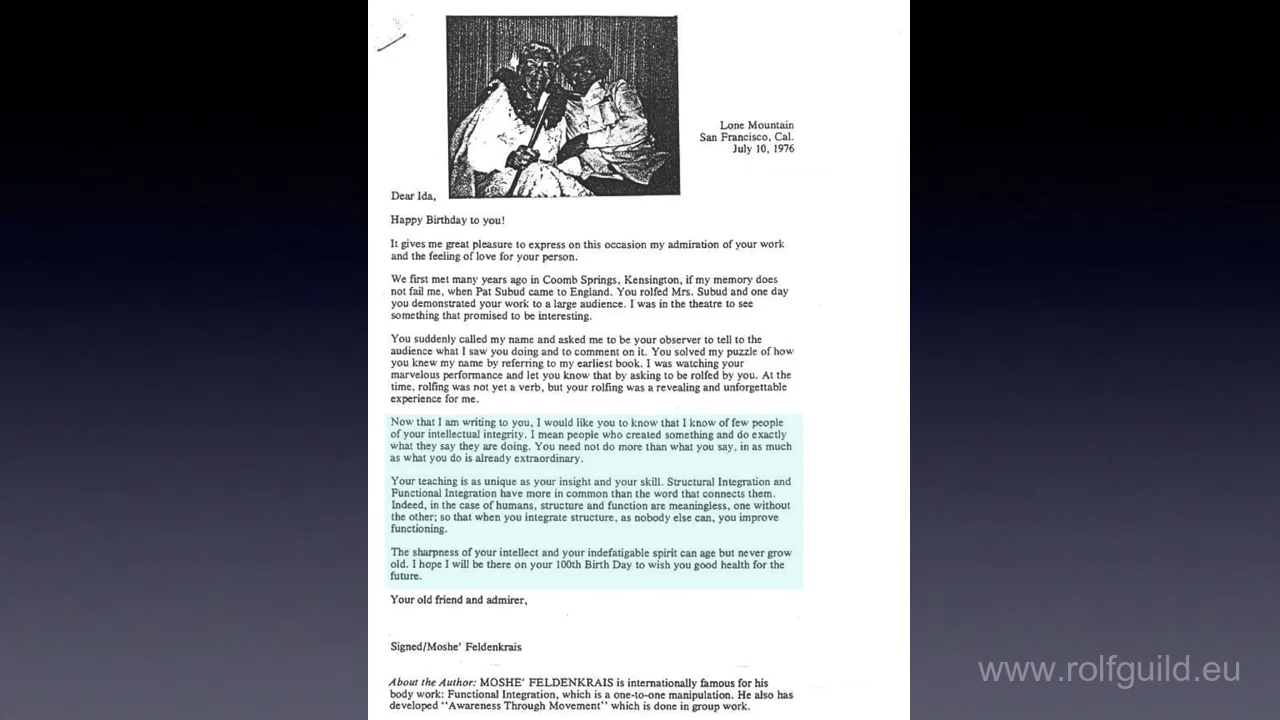 Lone Mountain
San Francisco, Cal.
July 10, 1976
Dear Ida,
Happy Birthday to you!
It gives me great pleasure to express on this occasion my admiration of your work
and the feeling of love for your person.
We first met many years ago in Coomb Springs, Kensington, if my memory does
not fail me, when Pat Subud came to England. You rolfed Mrs. Subud and one day
you demonstrated your work to a large audience. I was in the theatre to see
something that promised to be interesting.
You suddenly called my name and asked me to be your observer to tell to the
audience what I saw you doing and to comment on it. You solved my puzzle of how
you knew my name by referring to my earliest book. I was watching your
marvelous performance and let you know that by asking to be rolfed by you. At the
time, rolfing was not yet a verb, but your rolfing was a revealing and unforgettable
experience for me.
Now that I am writing to you, I would like you to know that I know of few people
of your intellectual integrity. I mean people who created something and do exactly
what they say they are doing. You need not do more than what you say, in as much
as what you do is already extraordinary.
Your teaching is as unique as your insight and your skill. Structural Integration and
Functional Integration have more in common than the word that connects them.
Indeed, in the case of humans, structure and function are meaningless, one without
the other; so that when you integrate structure, as nobody else can, you improve
functioning.
The sharpness of your intellect and your indefatigable spirit can age but never grow
old. I hope I will be there on your 100th Birth Day to wish you good health for the
future.
Your old friend and admirer,
Signed/Moshe' Feldenkrais
About the Author: MOSHE' FELDENKRAIS is internationally famous for his
body work: Functional Integration, which is a one-to-one manipulation. He also has
developed "Awareness Through Movement" which is done in group work.
www.rolfguild.eu